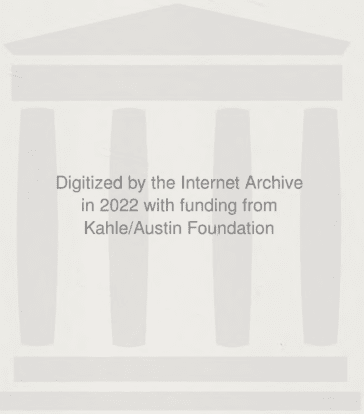 Digitized by the Internet Archive
in 2022 with funding from
Kahle/Austin Foundation